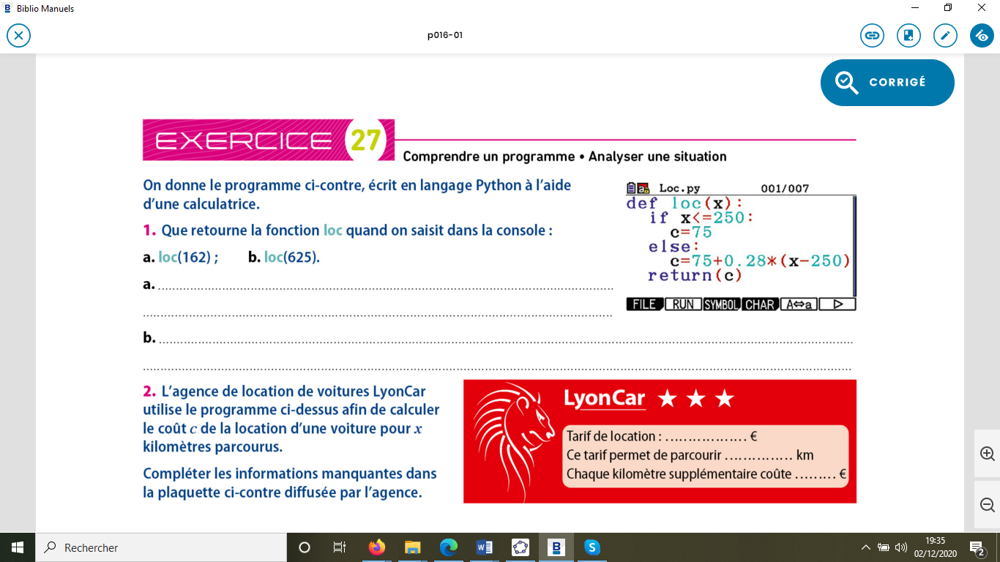 Biblio Manuels
p016-01
CORRIGÉ
EXERCICE 27
Comprendre un programme • Analyser une situation
On donne le programme ci-contre, écrit en langage Python à l'aide
d'une calculatrice.
1. Que retourne la fonction loc quand on saisit dans la console :
a. loc(162) ; b. loc(625).
a. ........................................
........................................
b. ........................................
........................................
Loc.py 001/007
def loc(x):
if x<=250:
c=75
else:
c=75+0.28*(x-250)
return(c)
FILE RUN SYMBOL CHAR A⇔a ▷
2. L'agence de location de voitures LyonCar
utilise le programme ci-dessus afin de calculer
le coût c de la location d'une voiture pour x
kilomètres parcourus.
Compléter les informations manquantes dans
la plaquette ci-contre diffusée par l'agence.
LyonCar ★ ★ ★
Tarif de location : .................. €
Ce tarif permet de parcourir ............... km
Chaque kilomètre supplémentaire coûte ......... €
Rechercher
19:35
02/12/2020
2